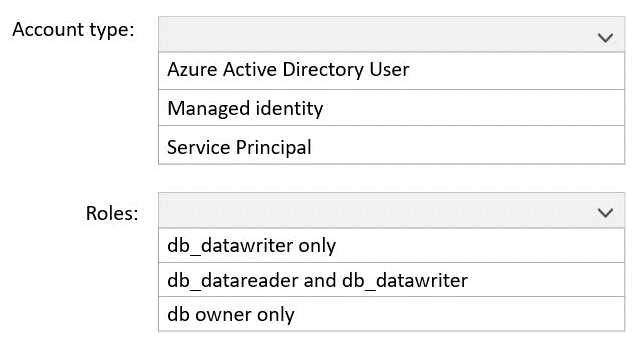 Account type:
Azure Active Directory User
Managed identity
Service Principal
Roles:
db_datawriter only
db_datareader and db_datawriter
db owner only